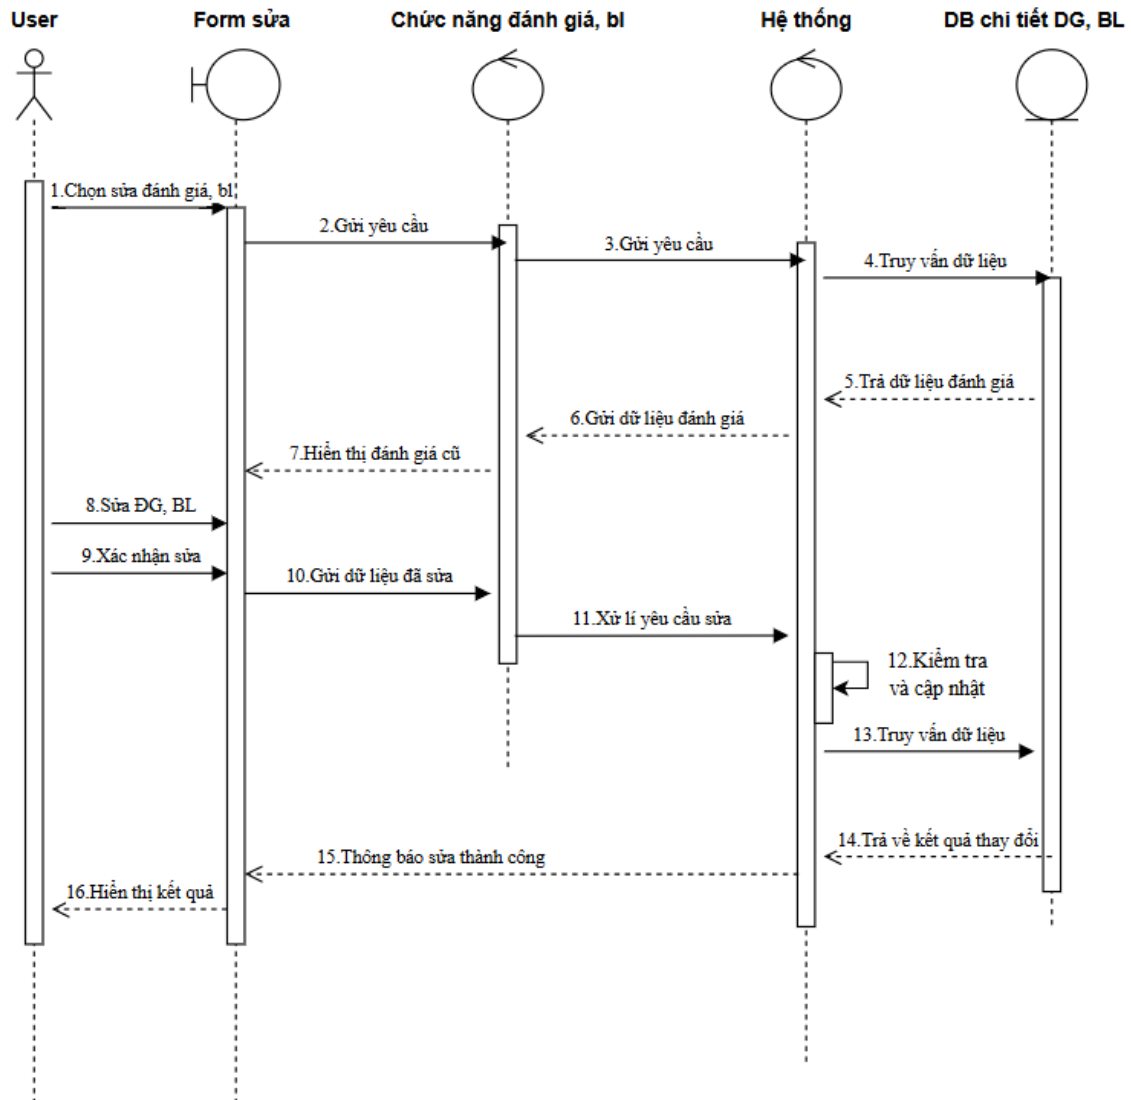 User
Form sửa
Chức năng đánh giá, bl
Hệ thống
DB chi tiết DG, BL
1.Chọn sửa đánh giá, bl
2.Gửi yêu cầu
3.Gửi yêu cầu
4.Truy vấn dữ liệu
5.Trả dữ liệu đánh giá
6.Gửi dữ liệu đánh giá
7.Hiển thị đánh giá cũ
8.Sửa ĐG, BL
9.Xác nhận sửa
10.Gửi dữ liệu đã sửa
11.Xử lí yêu cầu sửa
12.Kiểm tra
và cập nhật
13.Truy vấn dữ liệu
14.Trả về kết quả thay đổi
15.Thông báo sửa thành công
16.Hiển thị kết quả